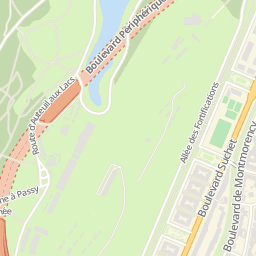 Boulevard Périphérique
Route d'Auteuil aux Lacs
Allée des Fortifications
Boulevard Suchet
Boulevard de Montmorency
à Passy